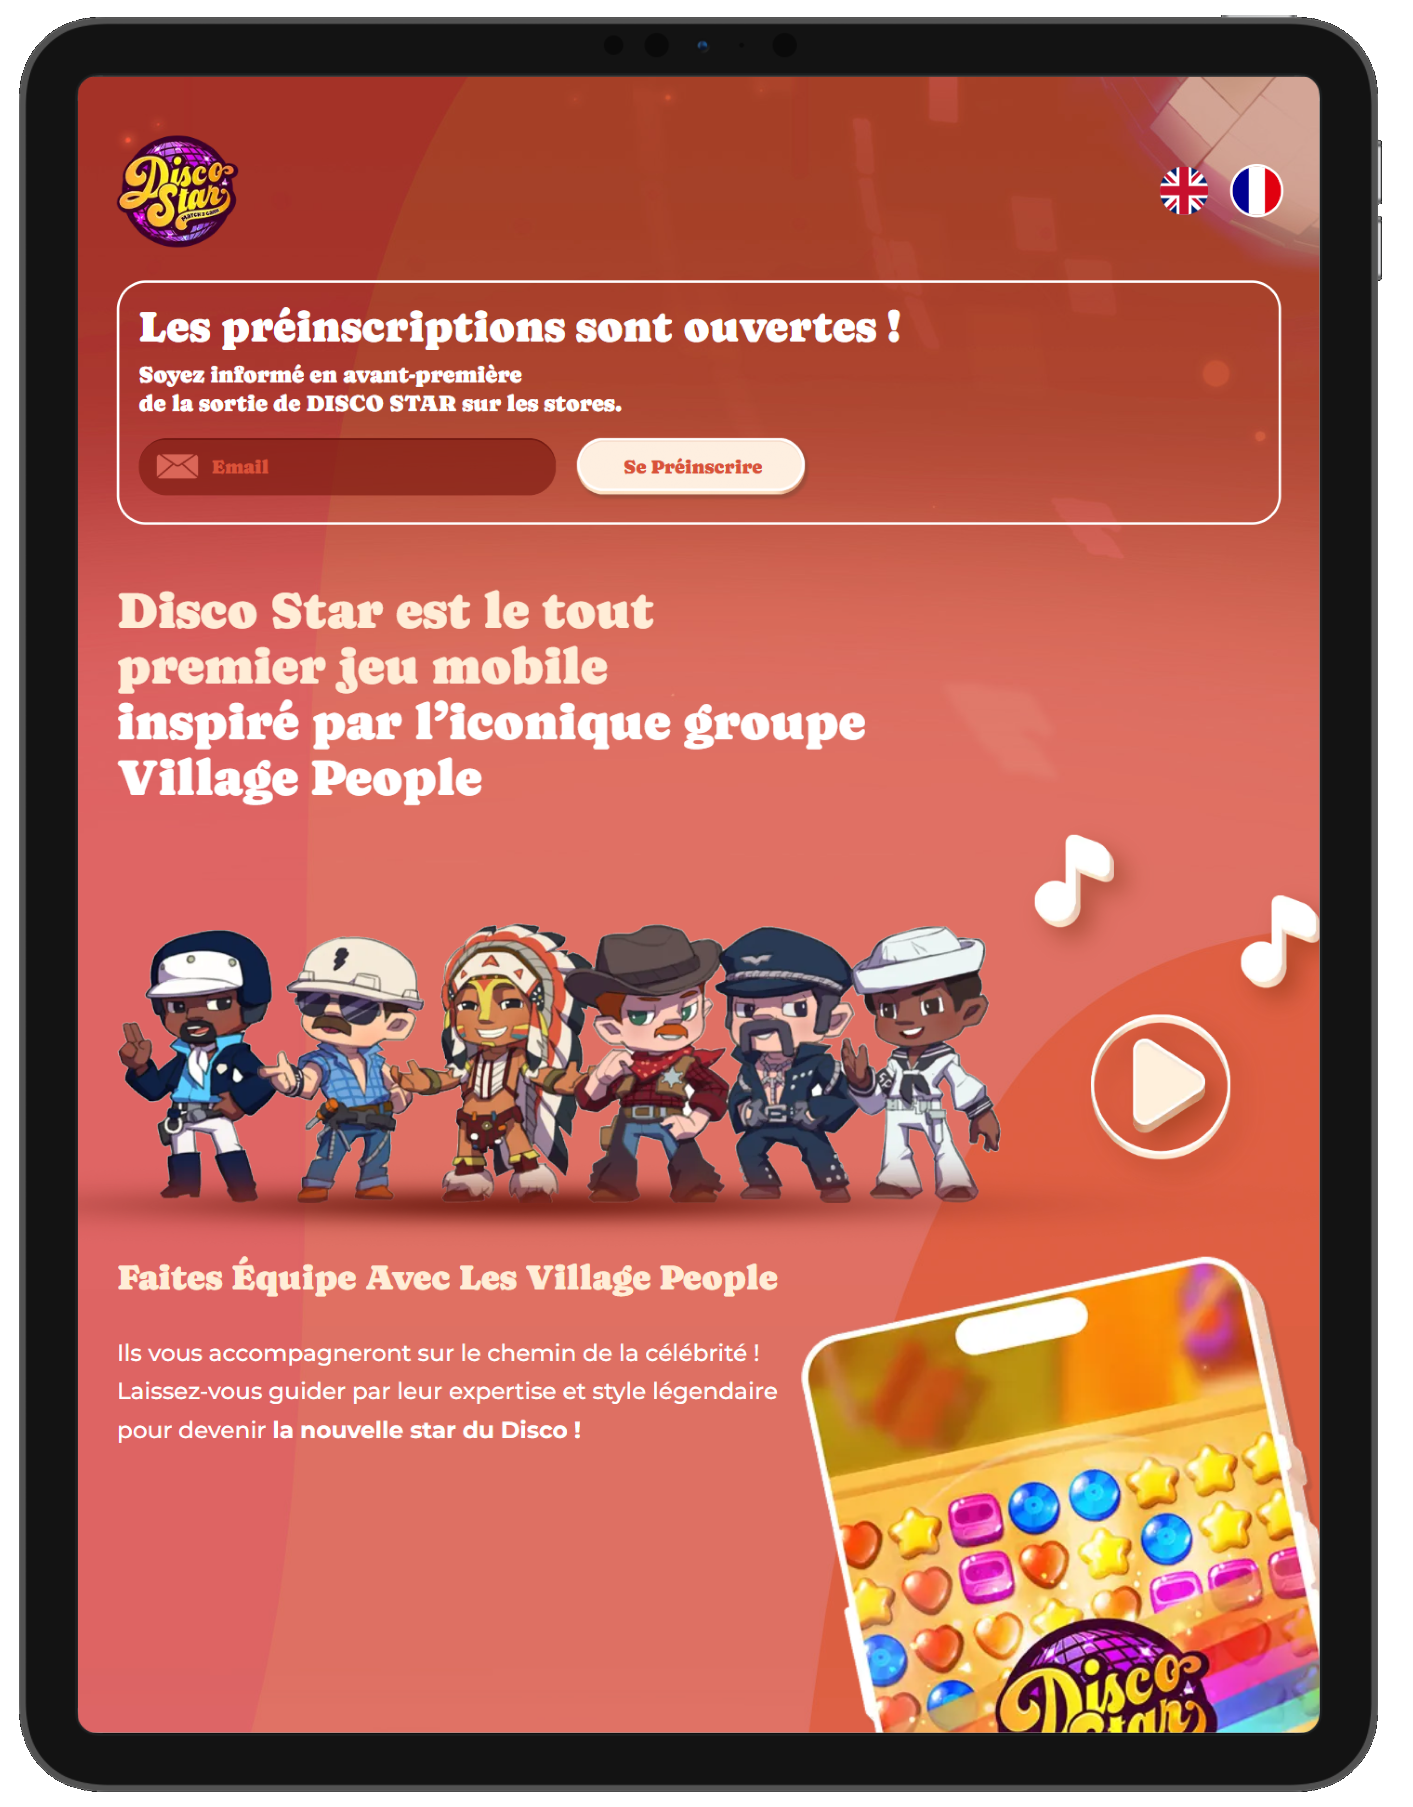 Disco
Star
MATCH 3 GAME
Les préinscriptions sont ouvertes !
Soyez informé en avant-première
de la sortie de DISCO STAR sur les stores.
Email
Se Préinscrire
Disco Star est le tout
premier jeu mobile
inspiré par l’iconique groupe
Village People
Faites Équipe Avec Les Village People
Ils vous accompagneront sur le chemin de la célébrité !
Laissez-vous guider par leur expertise et style légendaire
pour devenir la nouvelle star du Disco !
Disco
Star